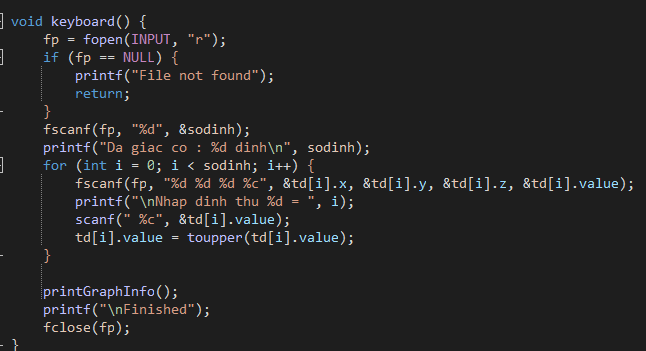 void keyboard() {
    fp = fopen(INPUT, "r");
    if (fp == NULL) {
        printf("File not found");
        return;
    }
    fscanf(fp, "%d", &sodinh);
    printf("Da giac co : %d dinh\n", sodinh);
    for (int i = 0; i < sodinh; i++) {
        fscanf(fp, "%d %d %d %c", &td[i].x, &td[i].y, &td[i].z, &td[i].value);
        printf("\nNhap dinh thu %d = ", i);
        scanf(" %c", &td[i].value);
        td[i].value = toupper(td[i].value);
    }

    printGraphInfo();
    printf("\nFinished");
    fclose(fp);
}